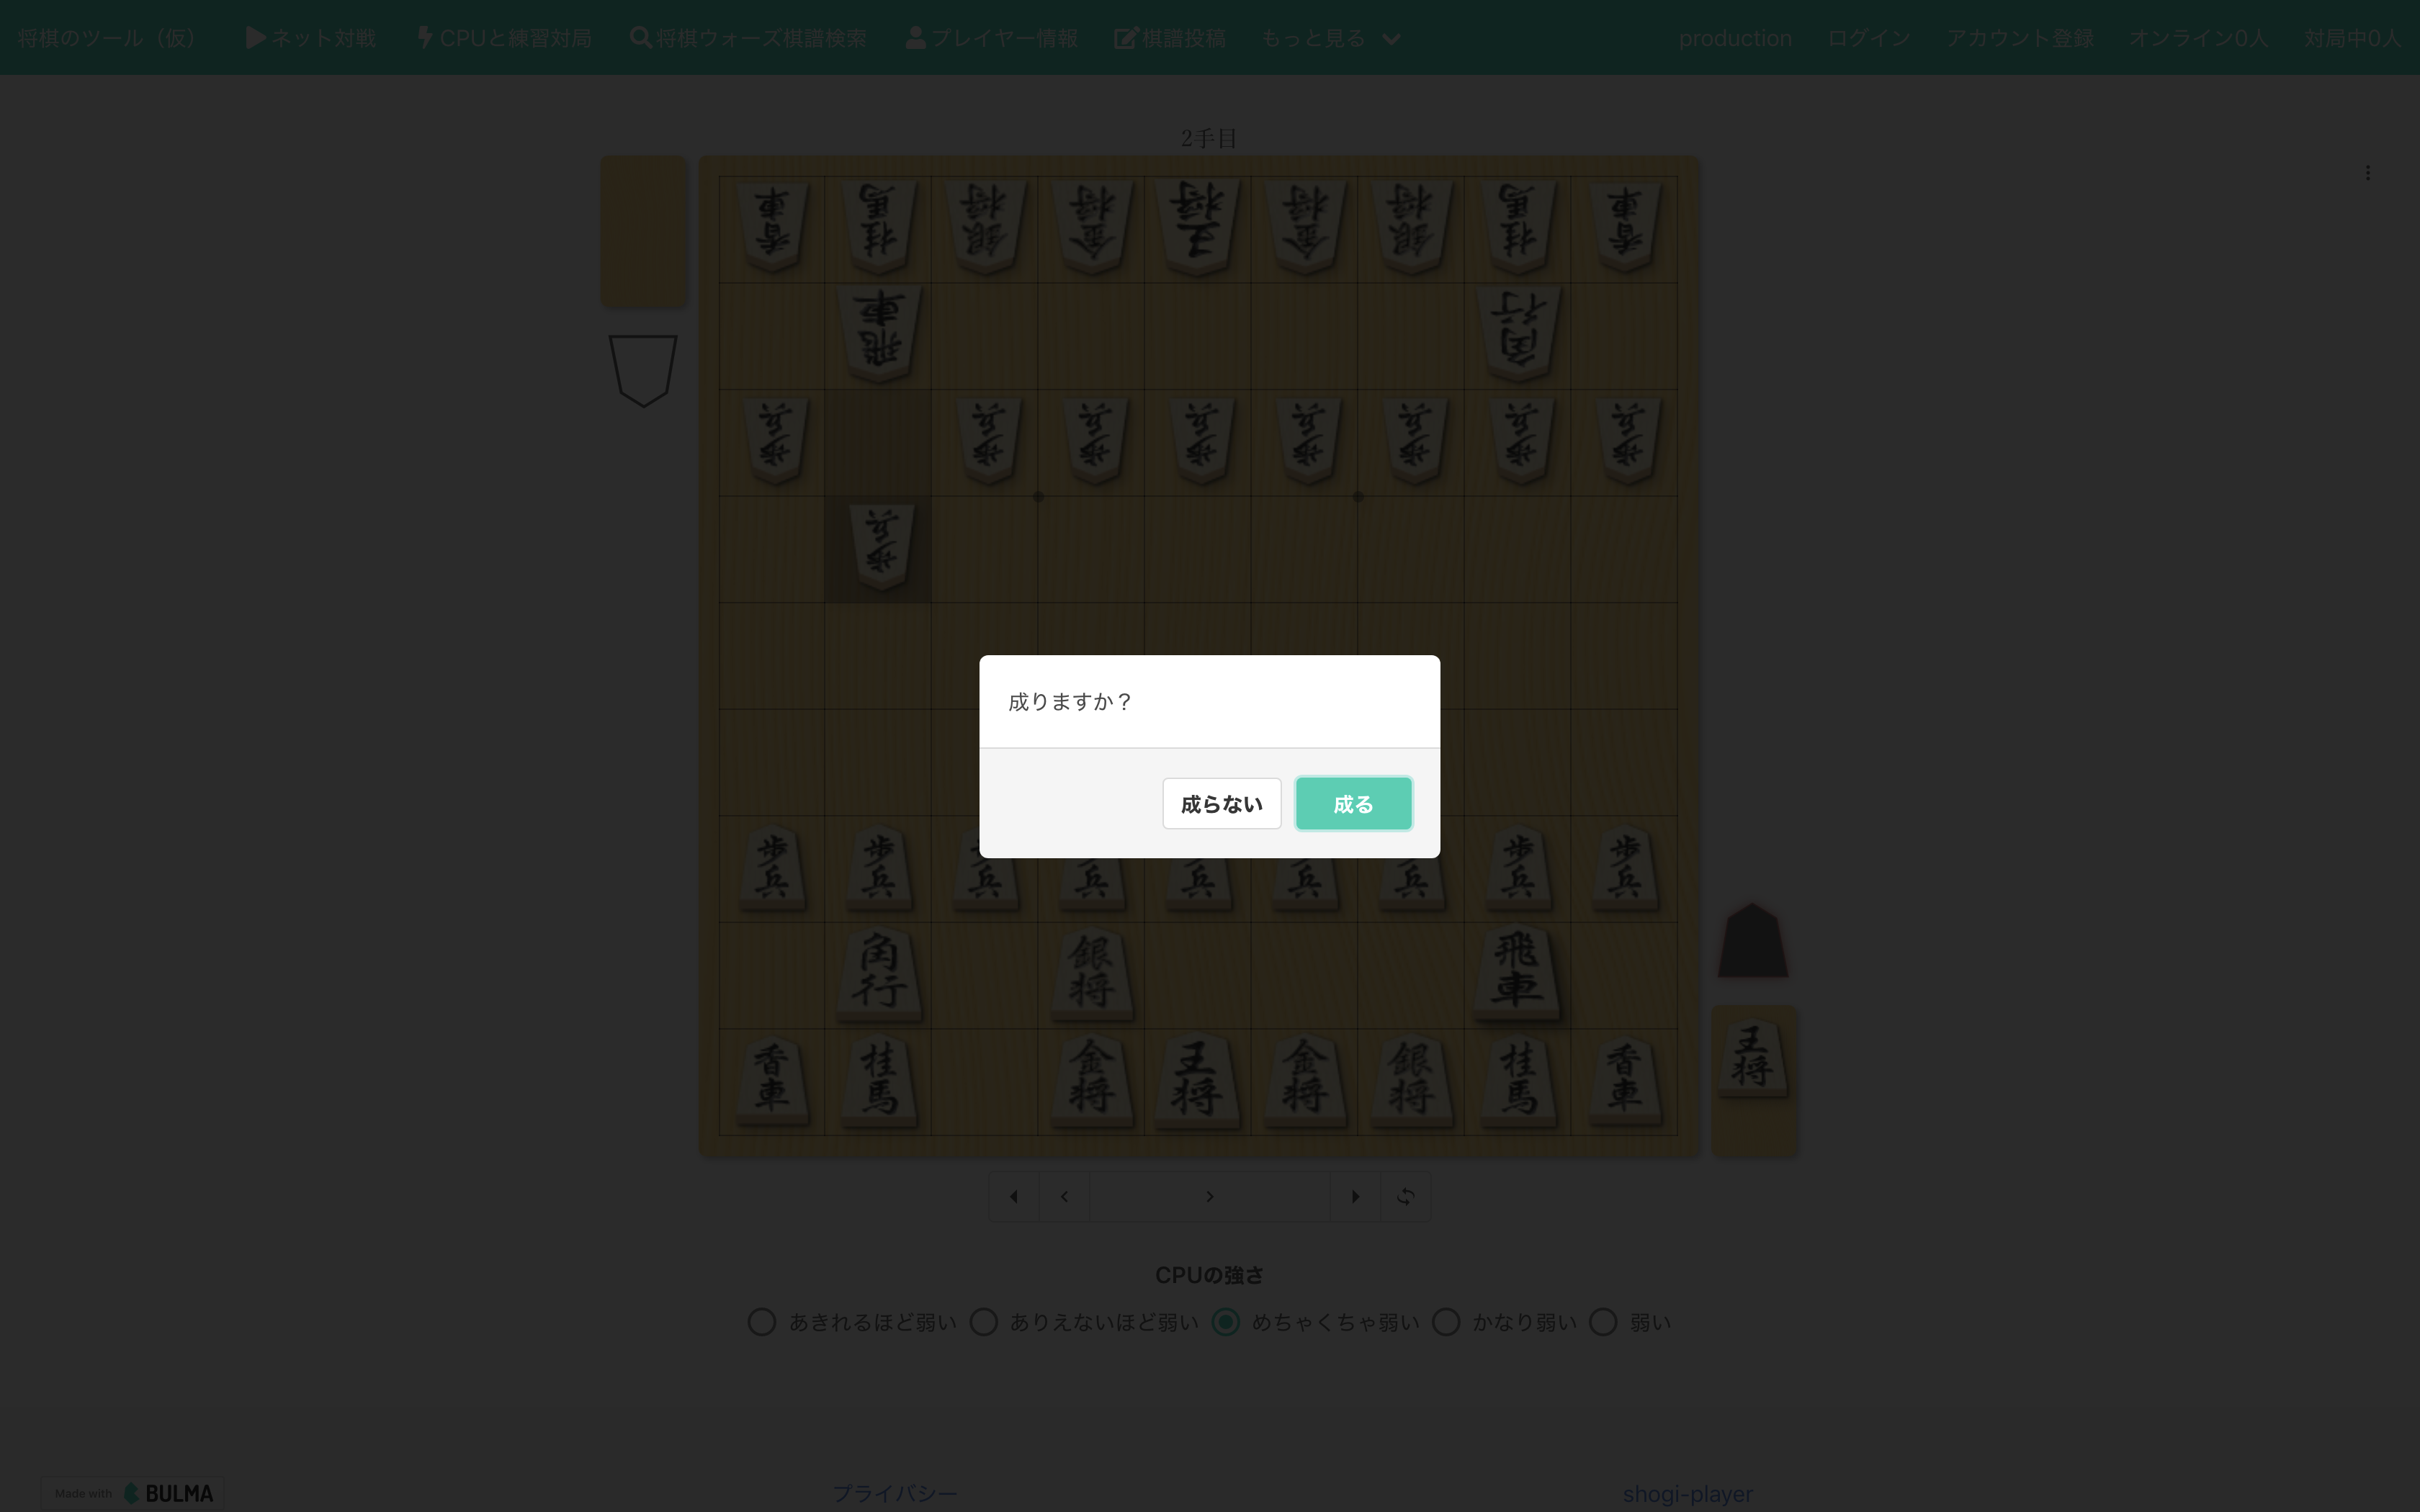 将棋のツール（仮） ネット対戦 CPUと練習対局 将棋ウォーズ棋譜検索 プレイヤー情報 棋譜投稿 もっと見る production ログイン アカウント登録 オンライン0人 対局中0人
2手目
香車 桂馬 銀将 金将 王将 金将 銀将 桂馬 香車
飛車 角行
歩兵 歩兵 歩兵 歩兵 歩兵 歩兵 歩兵 歩兵
歩兵
成りますか？
成らない 成る
歩兵 歩兵 歩兵 歩兵 歩兵 歩兵 歩兵 歩兵 歩兵
角行 銀将 飛車
香車 桂馬 金将 王将 金将 銀将 桂馬 香車
王将
CPUの強さ
あきれるほど弱い ありえないほど弱い めちゃくちゃ弱い かなり弱い 弱い
Made with BULMA プライバシー shogi-player